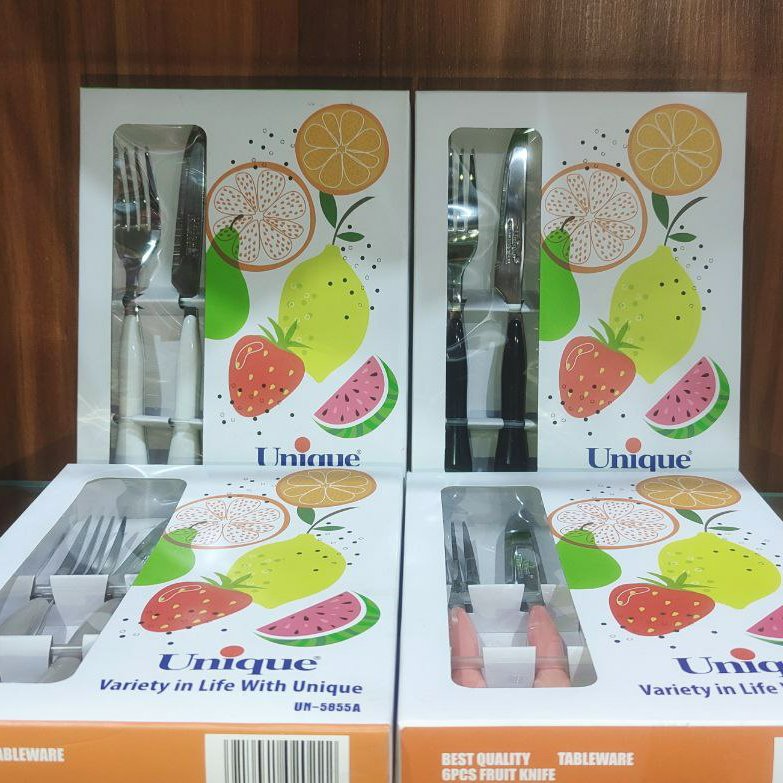 Unique
Unique®
Unique®
Variety in Life With Unique
UN-5855A
Variety in Life
TABLEWARE
BEST QUALITY TABLEWARE
6PCS FRUIT KNIFE